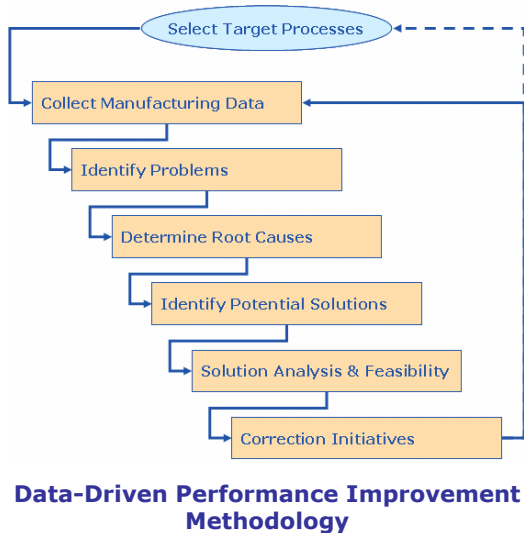 Select Target Processes
Collect Manufacturing Data
Identify Problems
Determine Root Causes
Identify Potential Solutions
Solution Analysis & Feasibility
Correction Initiatives
Data-Driven Performance Improvement
Methodology